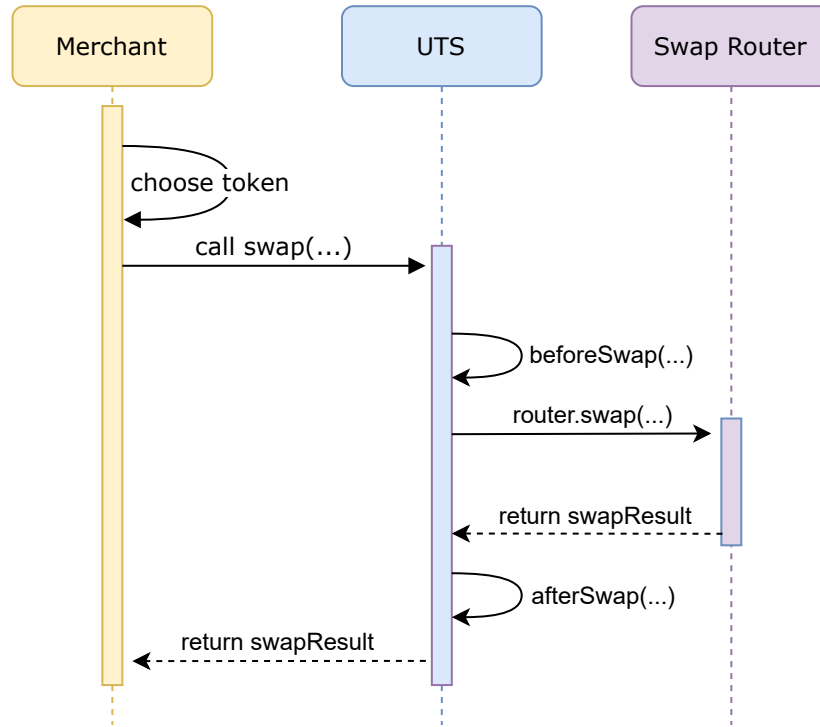 Merchant
UTS
Swap Router
choose token
call swap(...)
beforeSwap(...)
router.swap(...)
return swapResult
afterSwap(...)
return swapResult